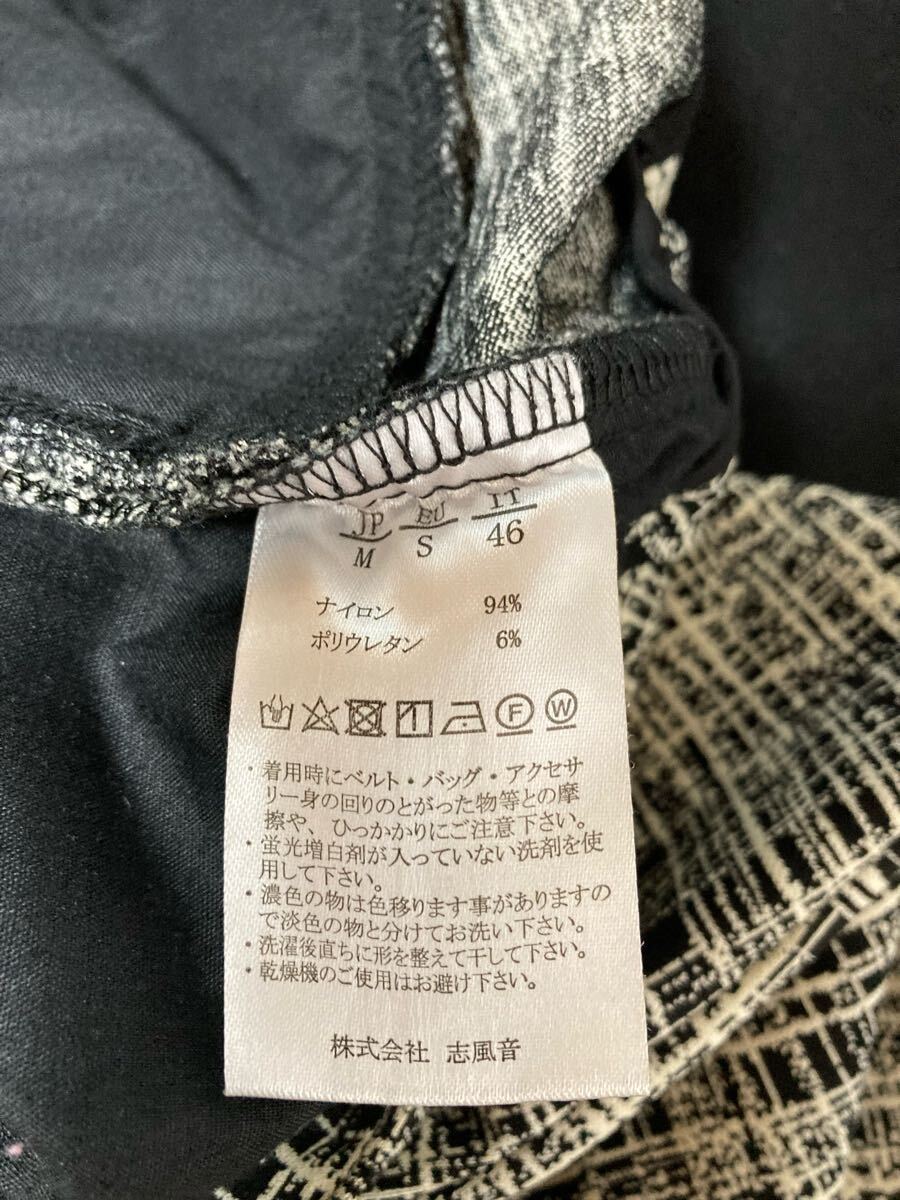 JP EU IT
M S 46
ナイロン 94%
ポリウレタン 6%
F W
・着用時にベルト・バッグ・アクセサ
リー身の回りのとがった物等との摩
擦や、ひっかかりにご注意下さい。
・蛍光増白剤が入っていない洗剤を使
用して下さい。
・濃色の物は色移ります事がありますの
で淡色の物と分けてお洗い下さい。
・洗濯後直ちに形を整えて干して下さい。
・乾燥機のご使用はお避け下さい。
株式会社 志風音